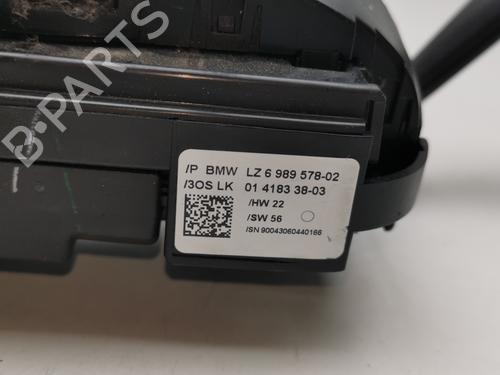 B-PARTS
/P BMW LZ 6 989 578-02
/3OS LK 01 4183 38-03
/HW 22
/SW 56
/SN 90043060440166